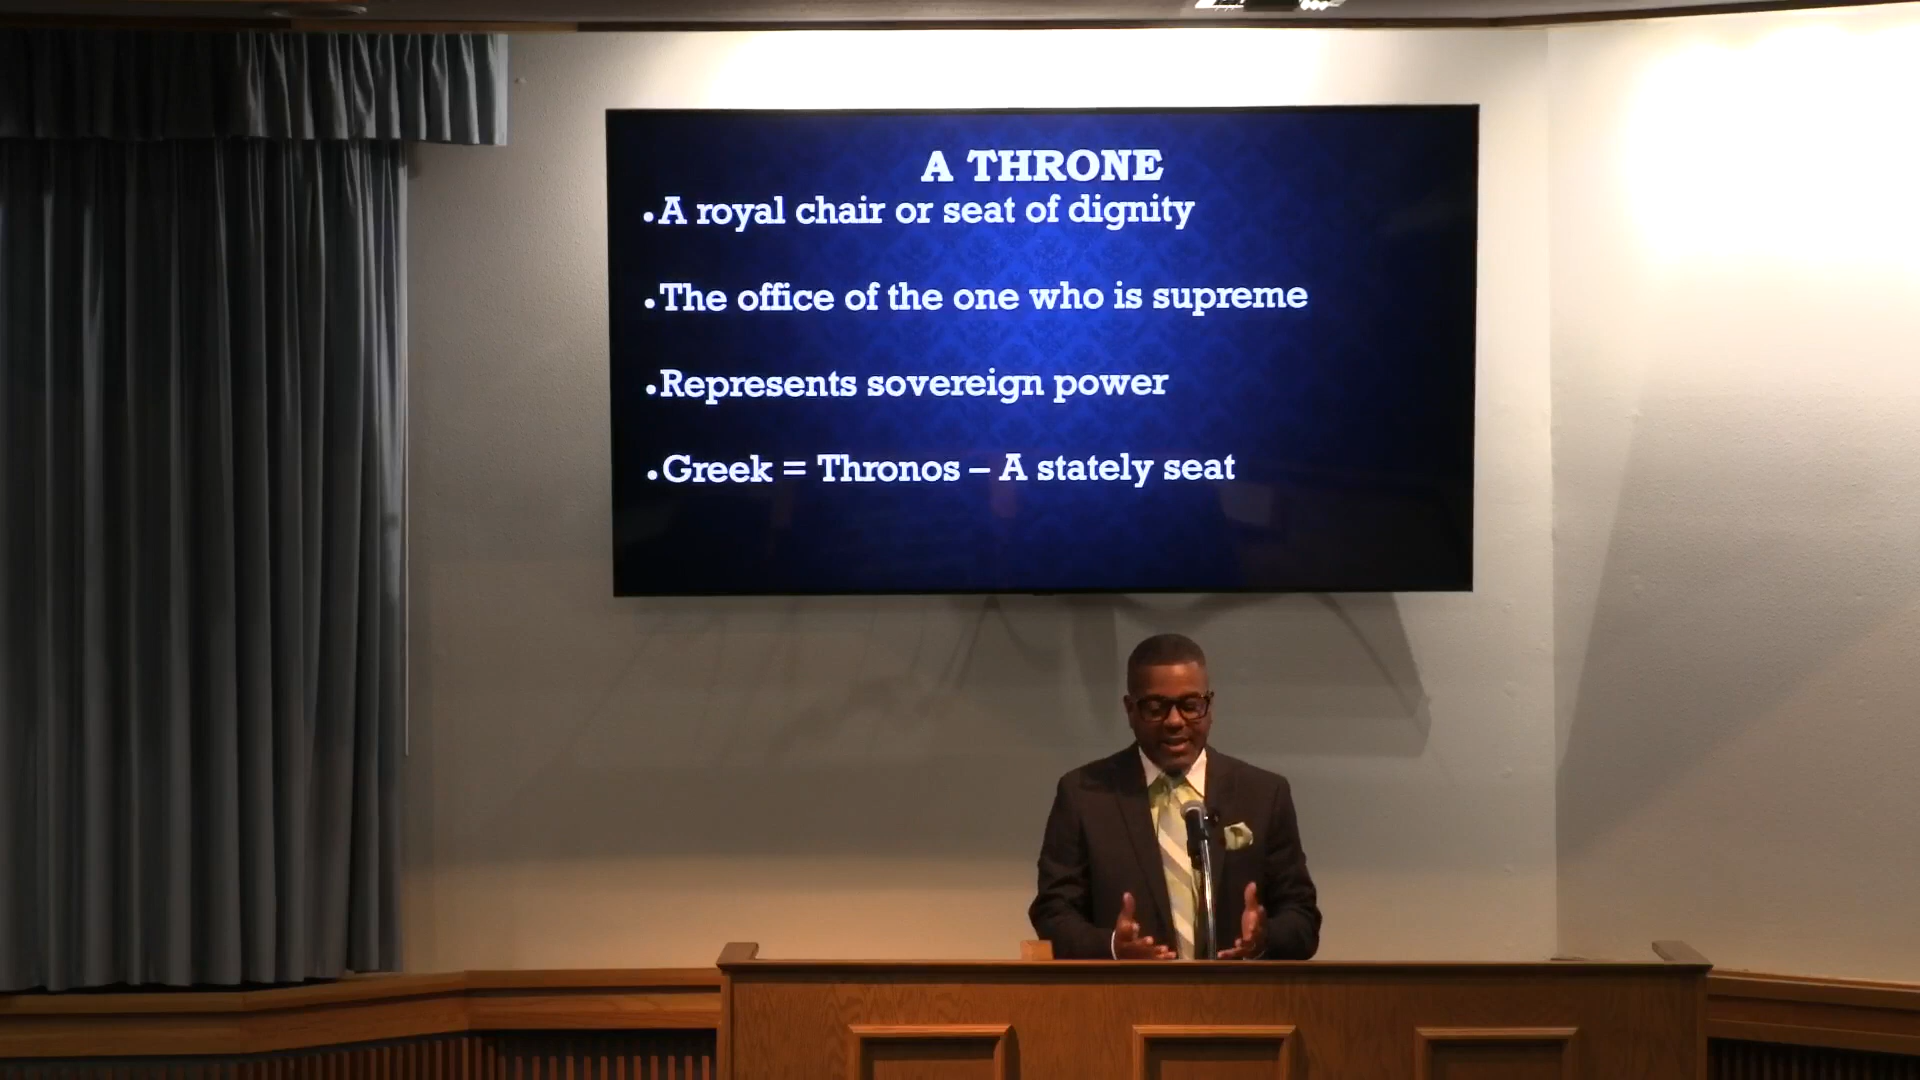 A THRONE
•A royal chair or seat of dignity
•The office of the one who is supreme
•Represents sovereign power
•Greek = Thronos – A stately seat